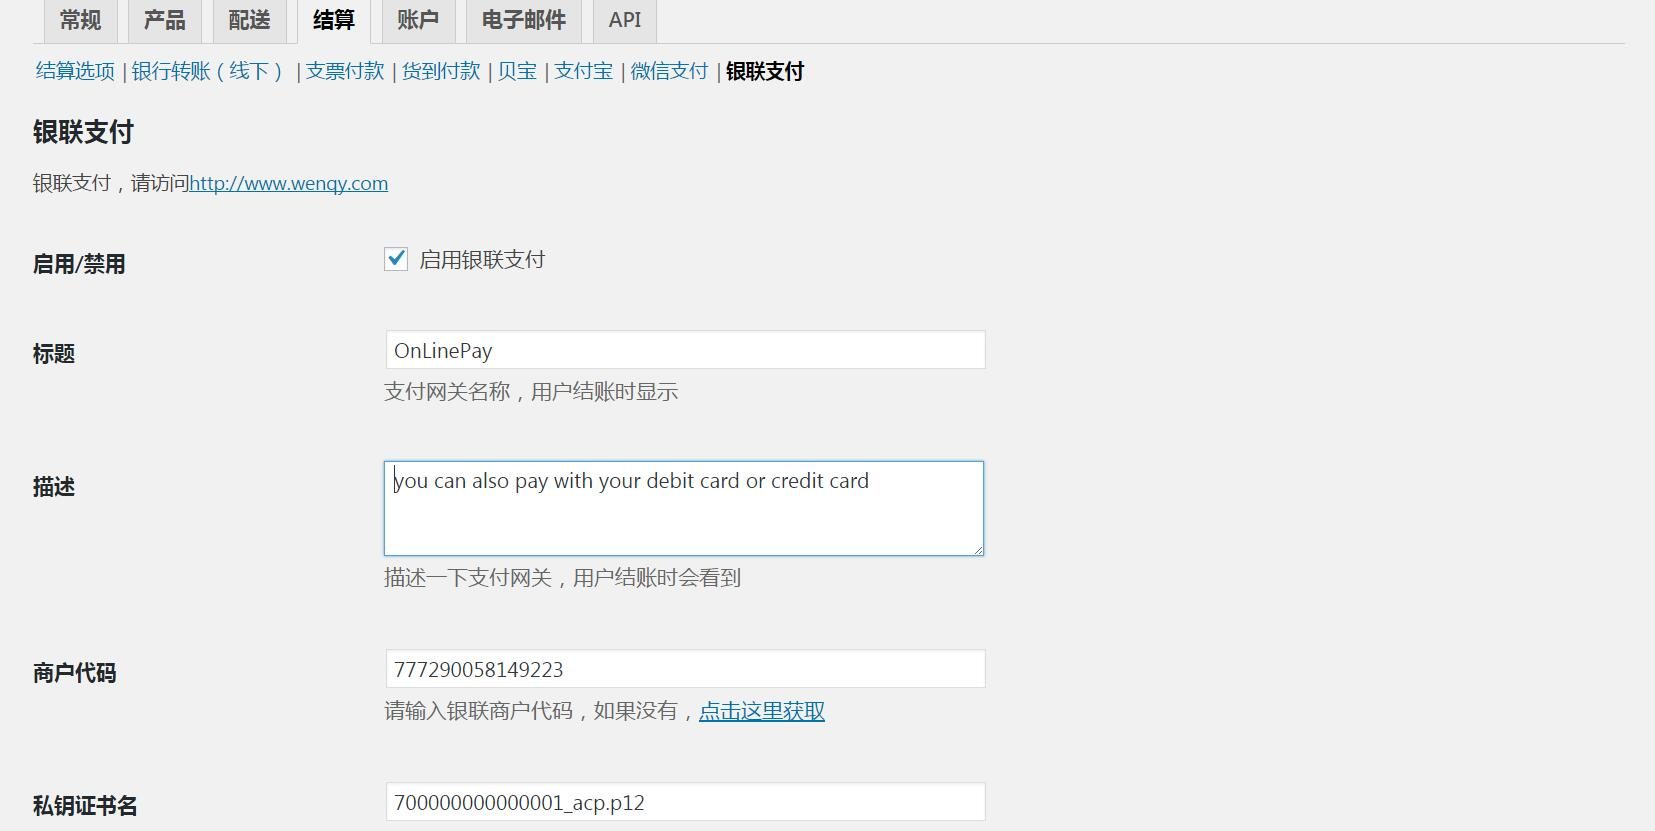 常规 产品 配送 结算 账户 电子邮件 API
结算选项 | 银行转账（线下） | 支票付款 | 货到付款 | 贝宝 | 支付宝 | 微信支付 | 银联支付
银联支付
银联支付，请访问http://www.wenqy.com
启用/禁用 启用银联支付
标题 OnLinePay
支付网关名称，用户结账时显示
描述 you can also pay with your debit card or credit card
描述一下支付网关，用户结账时会看到
商户代码 777290058149223
请输入银联商户代码，如果没有，点击这里获取
私钥证书名 700000000000001_acp.p12